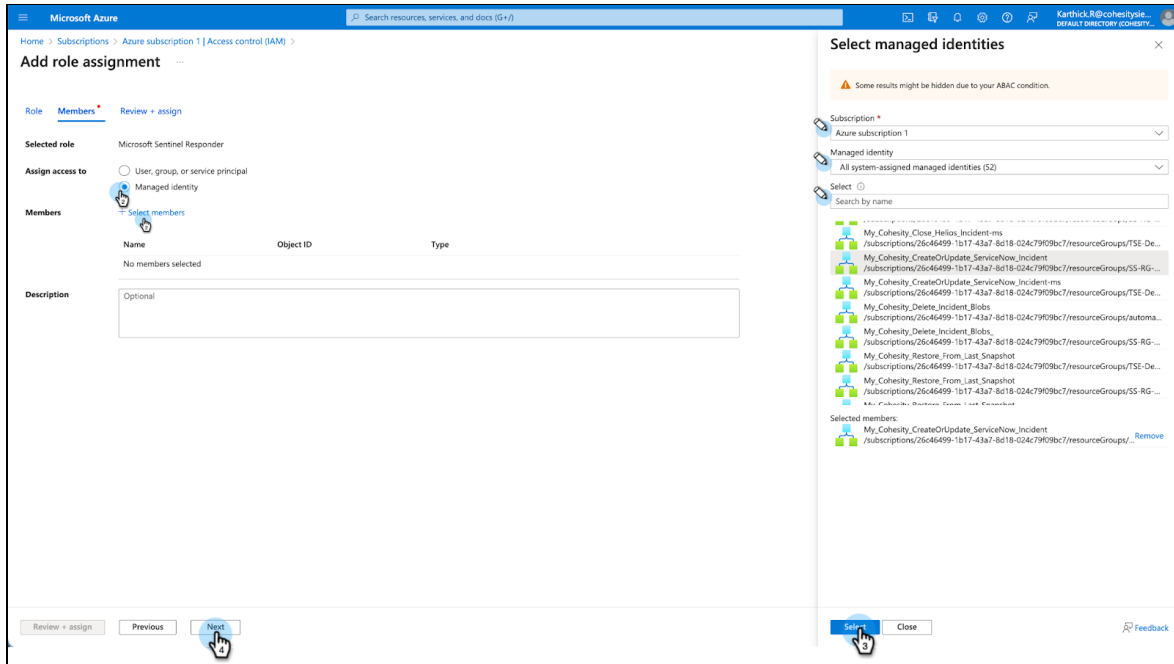 Microsoft Azure
Search resources, services, and docs (G+/)
Karthick.R@cohesitysie...
DEFAULT DIRECTORY (COHESITY_...
Home > Subscriptions > Azure subscription 1 | Access control (IAM) >
Add role assignment ...
Role Members* Review + assign
Selected role Microsoft Sentinel Responder
Assign access to User, group, or service principal
Managed identity
2
Members + Select members
Name Object ID Type
No members selected
Description Optional
Review + assign Previous Next
4
Select managed identities
Some results might be hidden due to your ABAC condition.
Subscription *
Azure subscription 1
Managed identity
All system-assigned managed identities (52)
Select
Search by name
My_Cohesity_Close_Helios_Incident-ms
/subscriptions/26c46499-1b17-43a7-8d18-024c79f09bc7/resourceGroups/TSE-De...
My_Cohesity_CreateOrUpdate_ServiceNow_Incident
/subscriptions/26c46499-1b17-43a7-8d18-024c79f09bc7/resourceGroups/SS-RG-...
My_Cohesity_CreateOrUpdate_ServiceNow_Incident-ms
/subscriptions/26c46499-1b17-43a7-8d18-024c79f09bc7/resourceGroups/TSE-De...
My_Cohesity_Delete_Incident_Blobs
/subscriptions/26c46499-1b17-43a7-8d18-024c79f09bc7/resourceGroups/automa...
My_Cohesity_Delete_Incident_Blobs_
/subscriptions/26c46499-1b17-43a7-8d18-024c79f09bc7/resourceGroups/SS-RG-...
My_Cohesity_Restore_From_Last_Snapshot
/subscriptions/26c46499-1b17-43a7-8d18-024c79f09bc7/resourceGroups/TSE-De...
My_Cohesity_Restore_From_Last_Snapshot
/subscriptions/26c46499-1b17-43a7-8d18-024c79f09bc7/resourceGroups/SS-RG-...
My_Cohesity_Restore_From_Last_Snapshot
Selected members:
My_Cohesity_CreateOrUpdate_ServiceNow_Incident
/subscriptions/26c46499-1b17-43a7-8d18-024c79f09bc7/resourceGroups/... Remove
Select Close Feedback
3